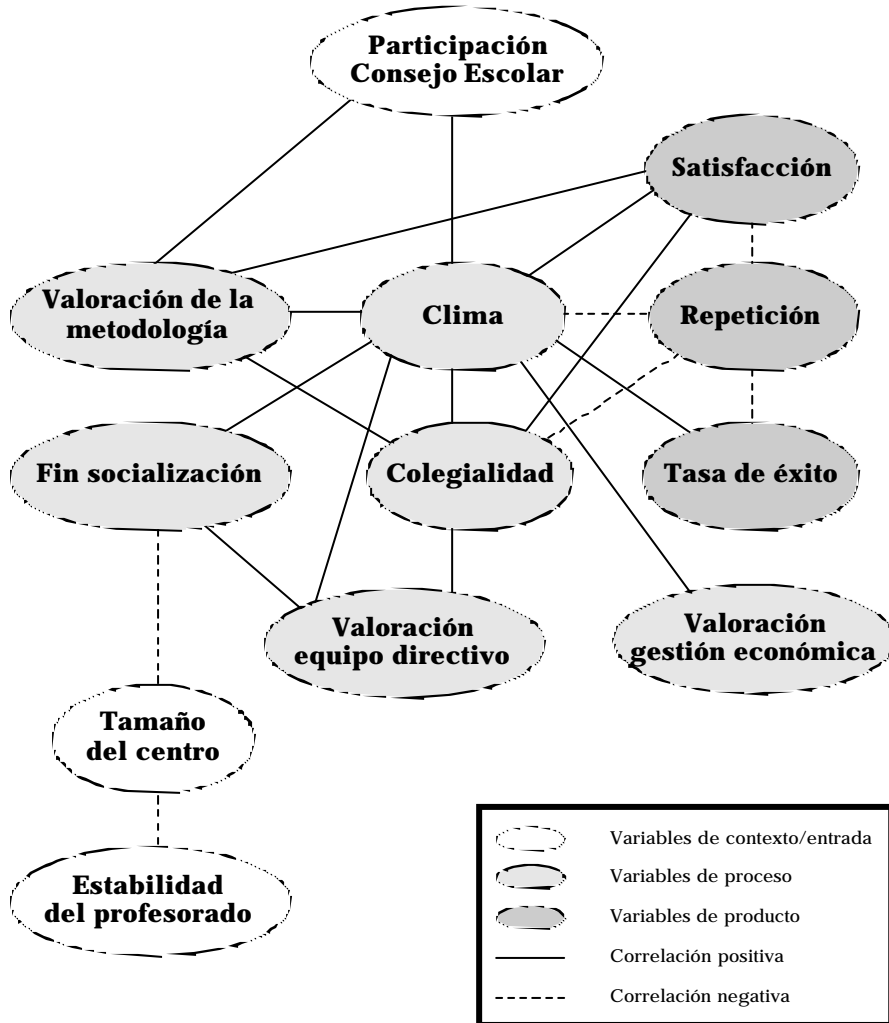 Participación
Consejo Escolar
Satisfacción
Valoración de la
metodología
Clima
Repetición
Fin socialización
Colegialidad
Tasa de éxito
Valoración
equipo directivo
Valoración
gestión económica
Tamaño
del centro
Estabilidad
del profesorado
Variables de contexto/entrada
Variables de proceso
Variables de producto
Correlación positiva
Correlación negativa